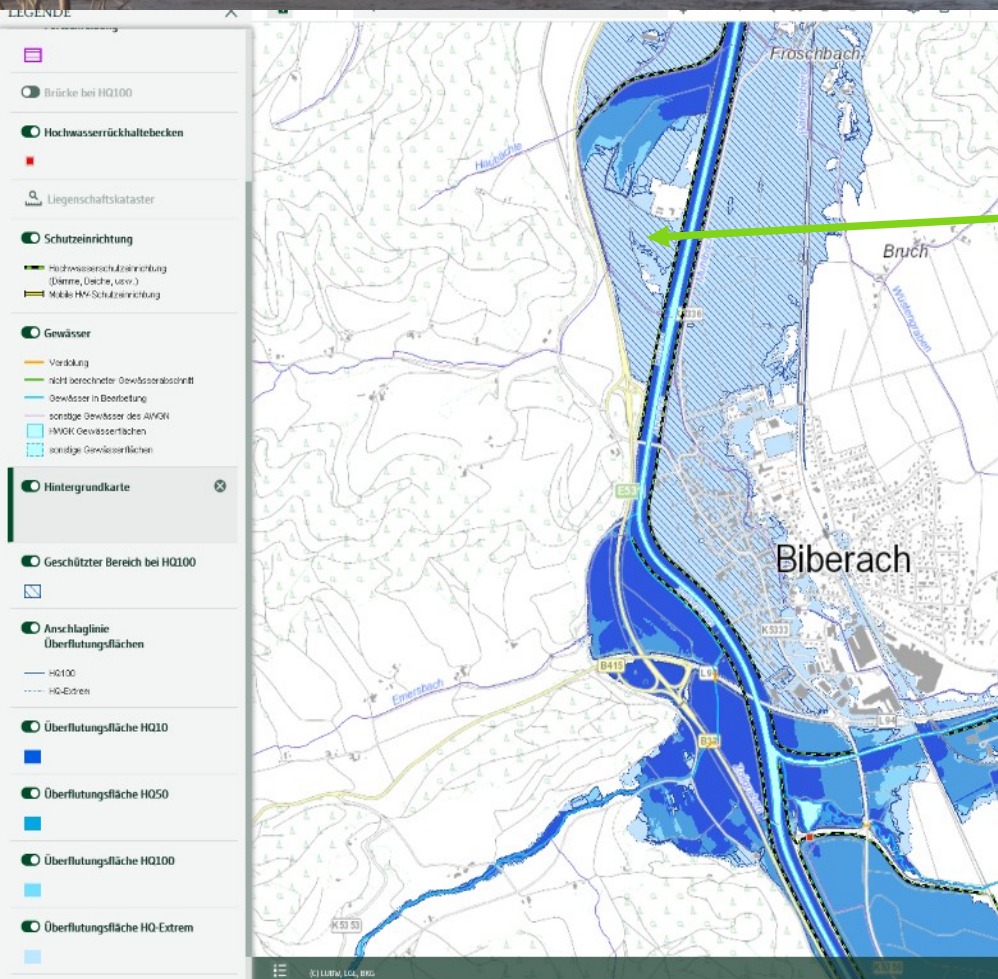 LEGENDE
Brücke bei HQ100
Hochwasserrückhaltebecken
Liegenschaftskataster
Schutzeinrichtung
Hochwasserschutzeinrichtung
(Dämme, Deiche, usw.)
Mobile HW-Schutzeinrichtung
Gewässer
Verdolung
nicht berechneter Gewässerabschnitt
Gewässer in Bearbeitung
sonstige Gewässer des AWGN
HWGK Gewässerflächen
sonstige Gewässerflächen
Hintergrundkarte
Geschützter Bereich bei HQ100
Anschlaglinie
Überflutungsflächen
HQ100
HQ-Extrem
Überflutungsfläche HQ10
Überflutungsfläche HQ50
Überflutungsfläche HQ100
Überflutungsfläche HQ-Extrem
Froschbach
Bruch
Wüstengraben
Biberach
K5333
B415
L94
Emersbach
B33
K5353
(C) LUBW, LGL, BKG